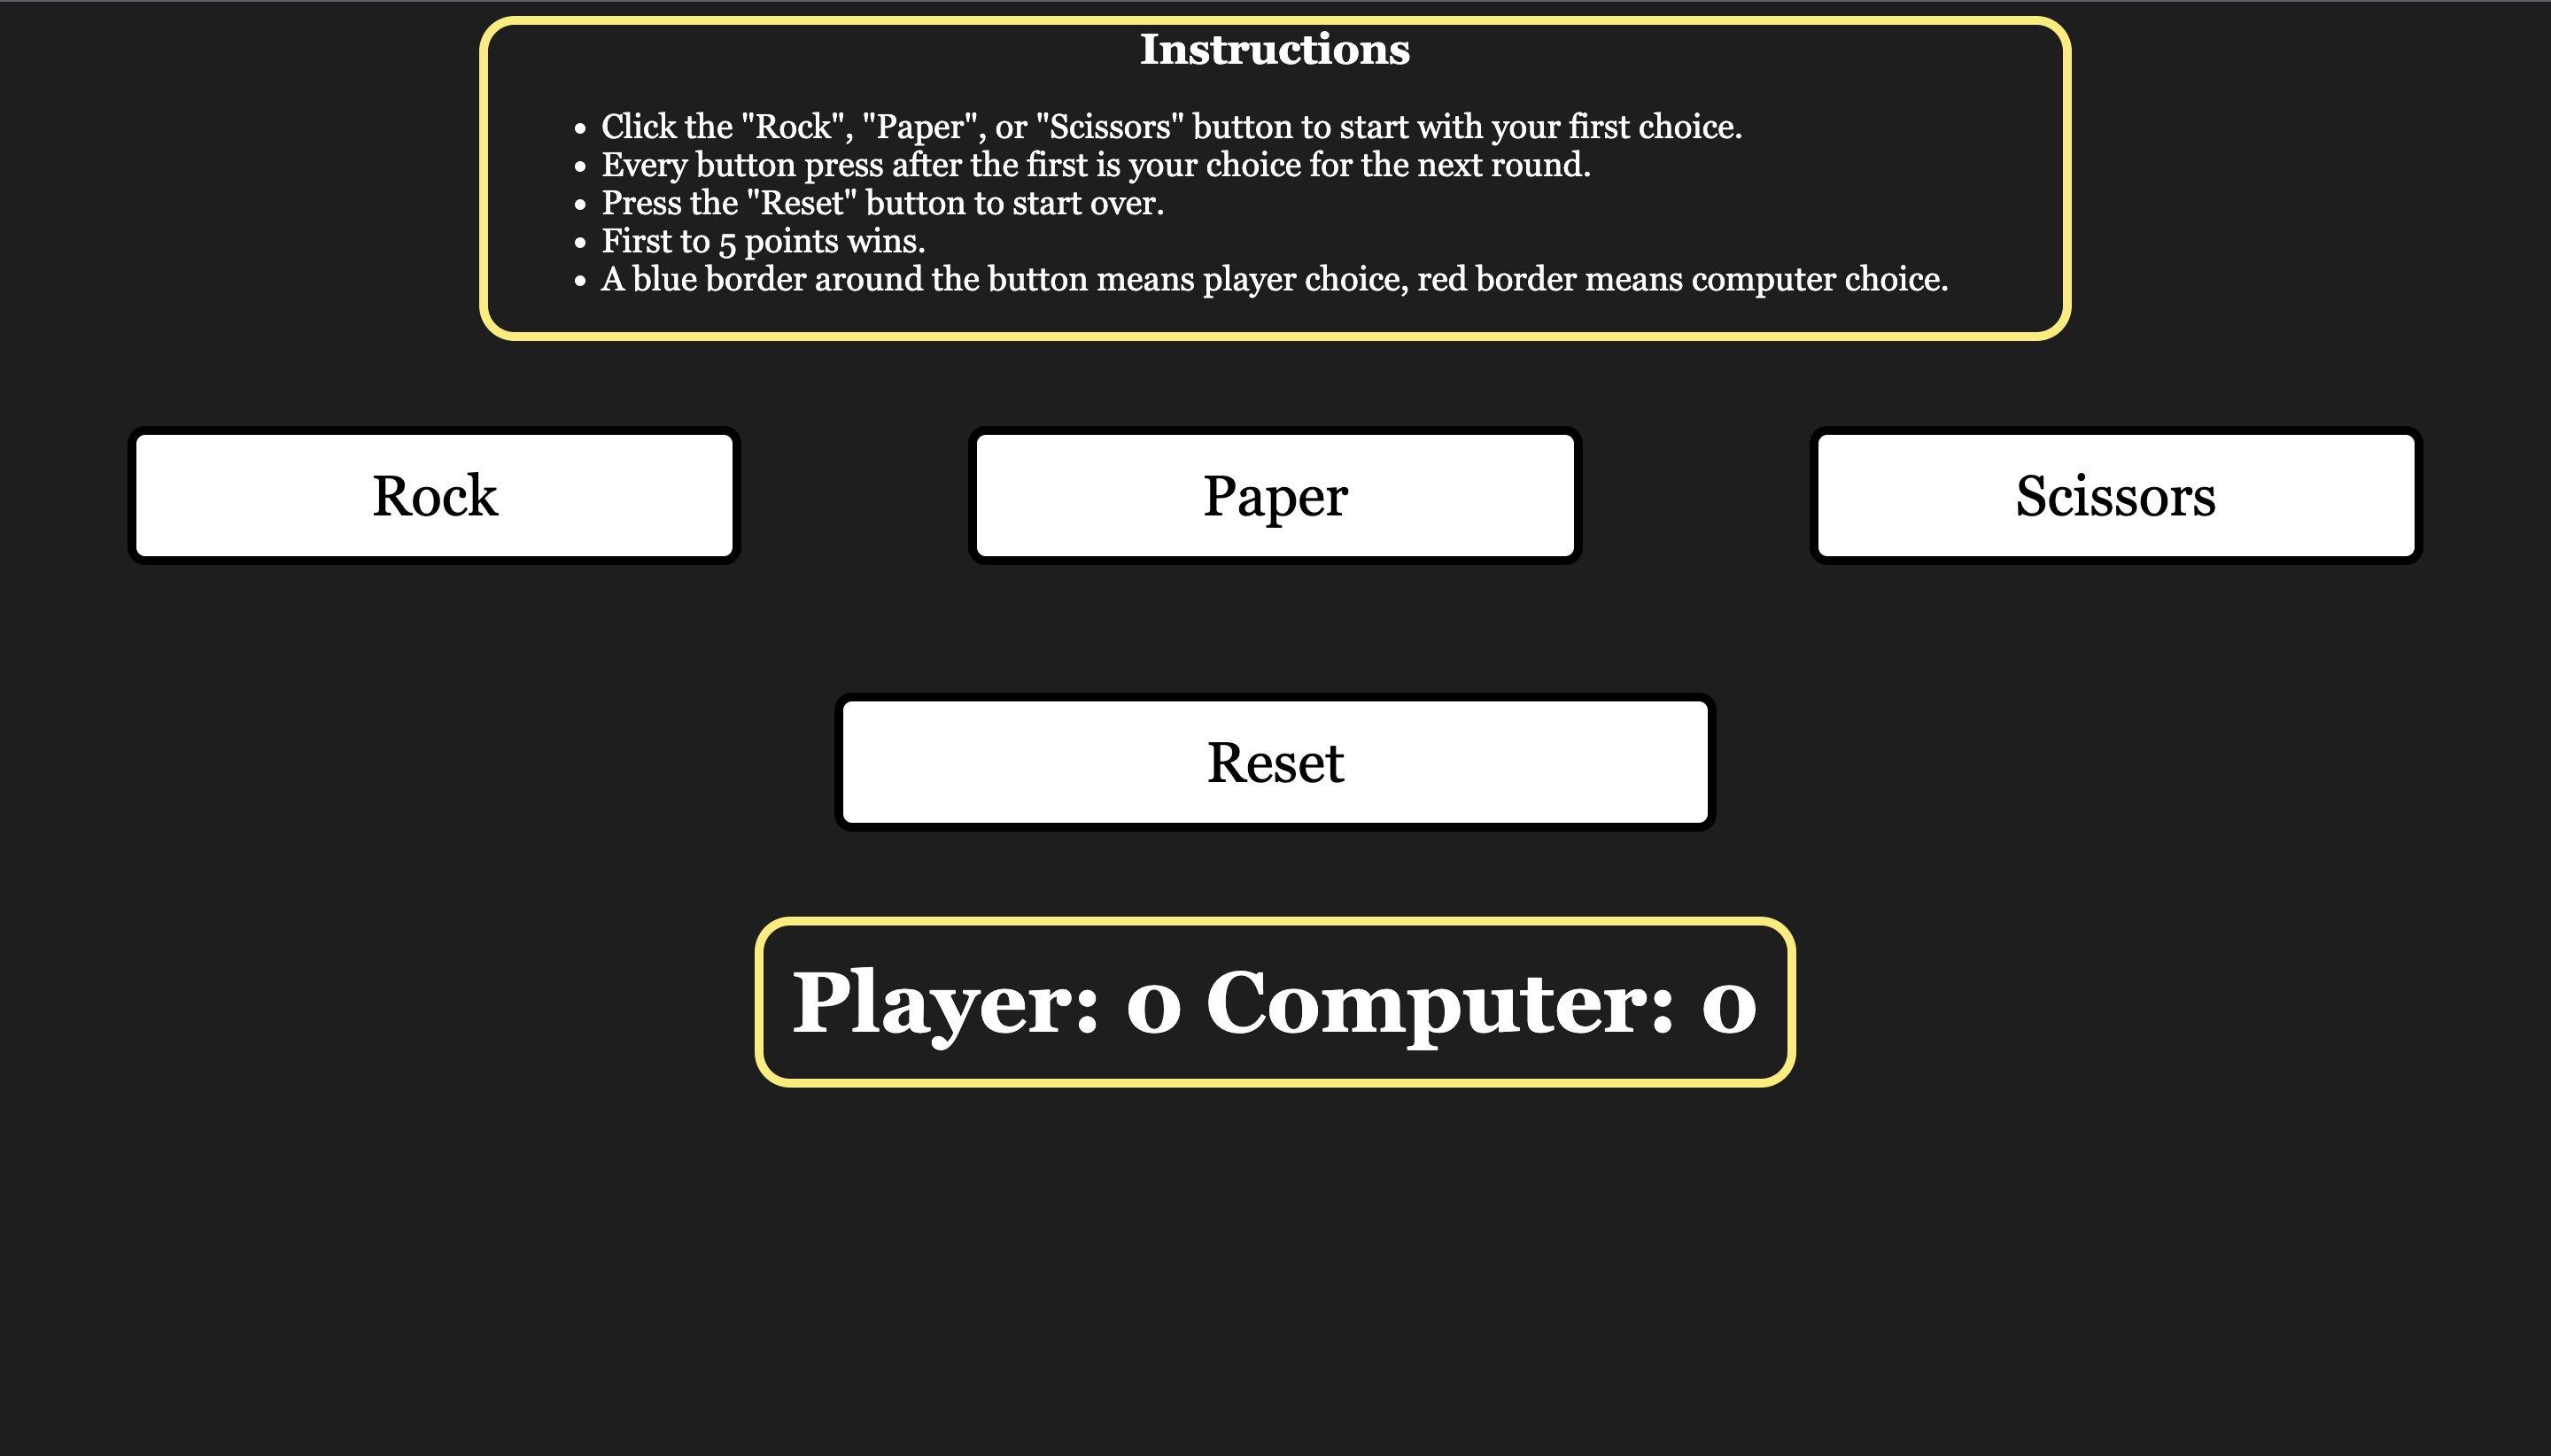 Instructions
• Click the "Rock", "Paper", or "Scissors" button to start with your first choice.
• Every button press after the first is your choice for the next round.
• Press the "Reset" button to start over.
• First to 5 points wins.
• A blue border around the button means player choice, red border means computer choice.
Rock Paper Scissors
Reset
Player: 0 Computer: 0